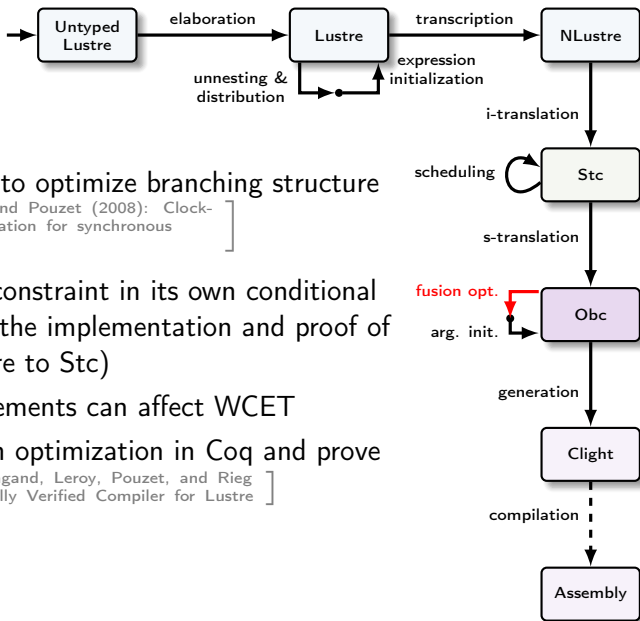 Untyped
Lustre
elaboration
Lustre
transcription
NLustre
unnesting &
distribution
expression
initialization
i-translation
to optimize branching structure
nd Pouzet (2008): Clock-
ation for synchronous
scheduling
Stc
s-translation
constraint in its own conditional
the implementation and proof of
re to Stc)
fusion opt.
arg. init.
Obc
ements can affect WCET
generation
n optimization in Coq and prove
gand, Leroy, Pouzet, and Rieg
lly Verified Compiler for Lustre
Clight
compilation
Assembly